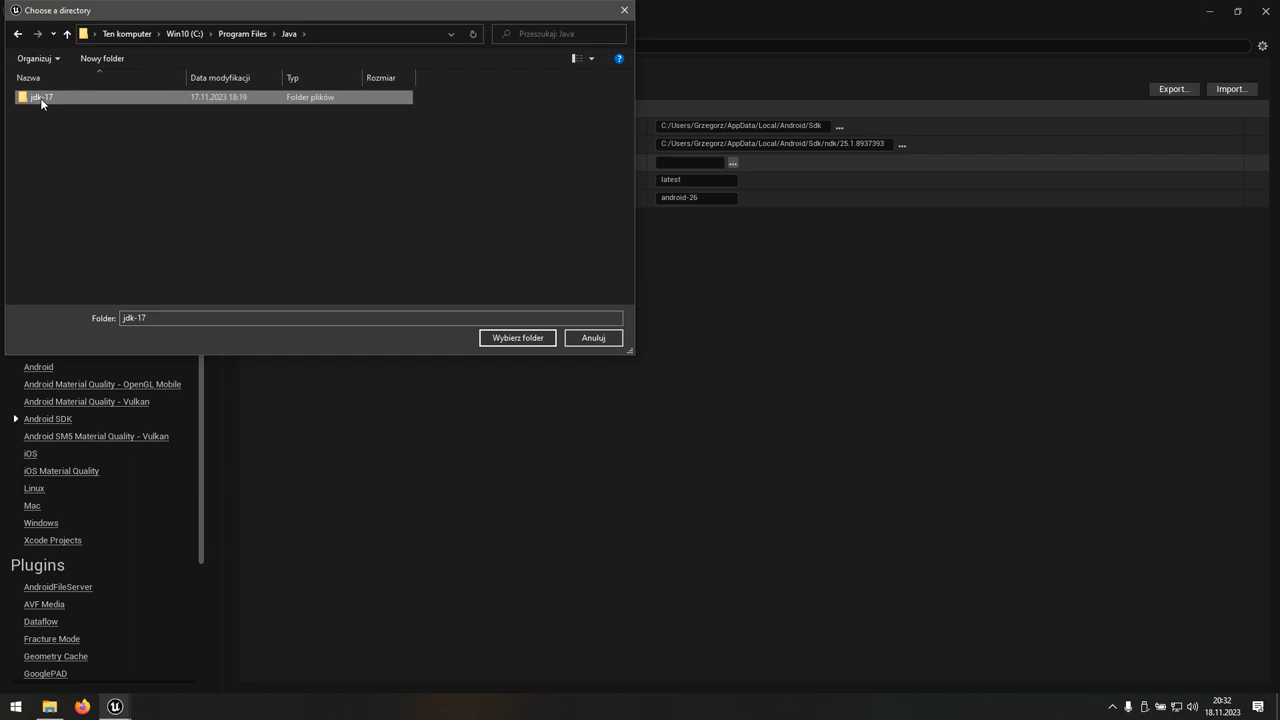 Choose a directory
Ten komputer
Win10 (C:)
Program Files
Java
Przeszukaj: Java
Organizuj
Nowy folder
Nazwa
Data modyfikacji
Typ
Rozmiar
jdk-17
17.11.2023 18:19
Folder plików
Export...
Import...
C:/Users/Grzegorz/AppData/Local/Android/Sdk
...
C:/Users/Grzegorz/AppData/Local/Android/Sdk/ndk/25.1.8937393
...
...
latest
android-26
Folder:
jdk-17
Wybierz folder
Anuluj
Android
Android Material Quality - OpenGL Mobile
Android Material Quality - Vulkan
Android SDK
Android SM5 Material Quality - Vulkan
iOS
iOS Material Quality
Linux
Mac
Windows
Xcode Projects
Plugins
AndroidFileServer
AVF Media
Dataflow
Fracture Mode
Geometry Cache
GooglePAD
20:32
18.11.2023